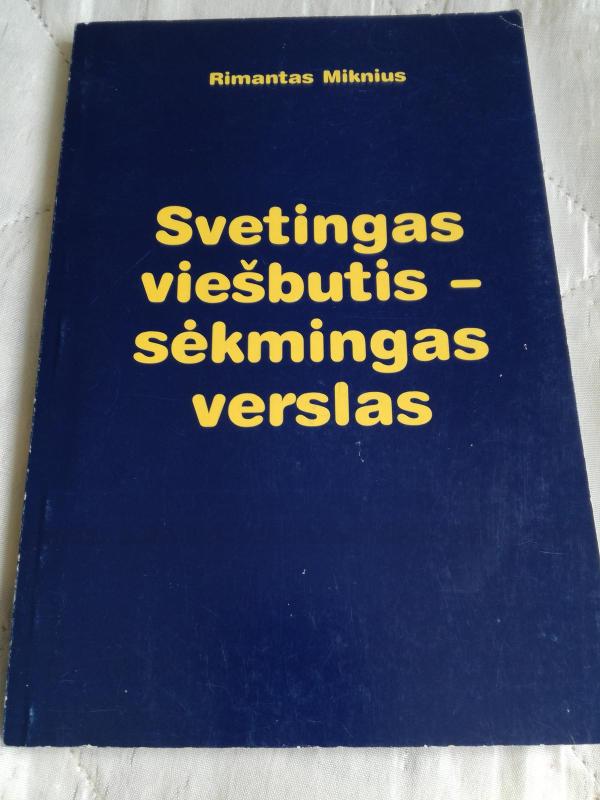 Rimantas Miknius
Svetingas
viešbutis –
sėkmingas
verslas